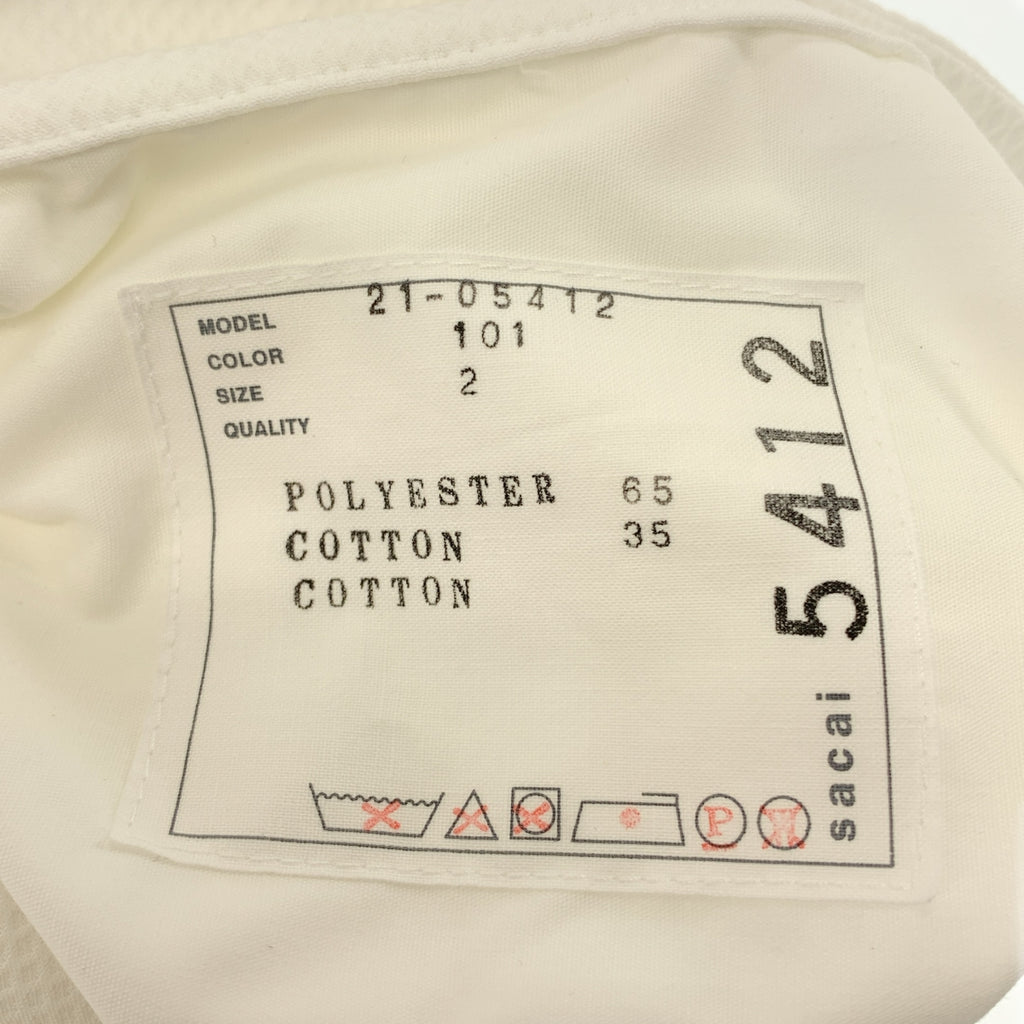 MODEL 21-05412
COLOR 101
SIZE 2
QUALITY
POLYESTER 65
COTTON 35
COTTON
sacai 5412
P
W